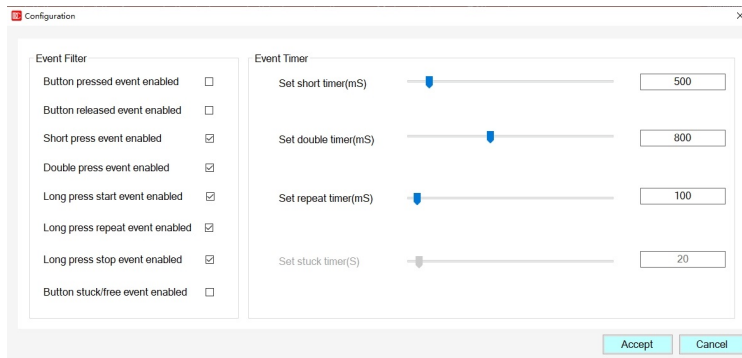 Configuration
Event Filter
Button pressed event enabled
Button released event enabled
Short press event enabled
Double press event enabled
Long press start event enabled
Long press repeat event enabled
Long press stop event enabled
Button stuck/free event enabled
Event Timer
Set short timer(mS) 500
Set double timer(mS) 800
Set repeat timer(mS) 100
Set stuck timer(S) 20
Accept Cancel